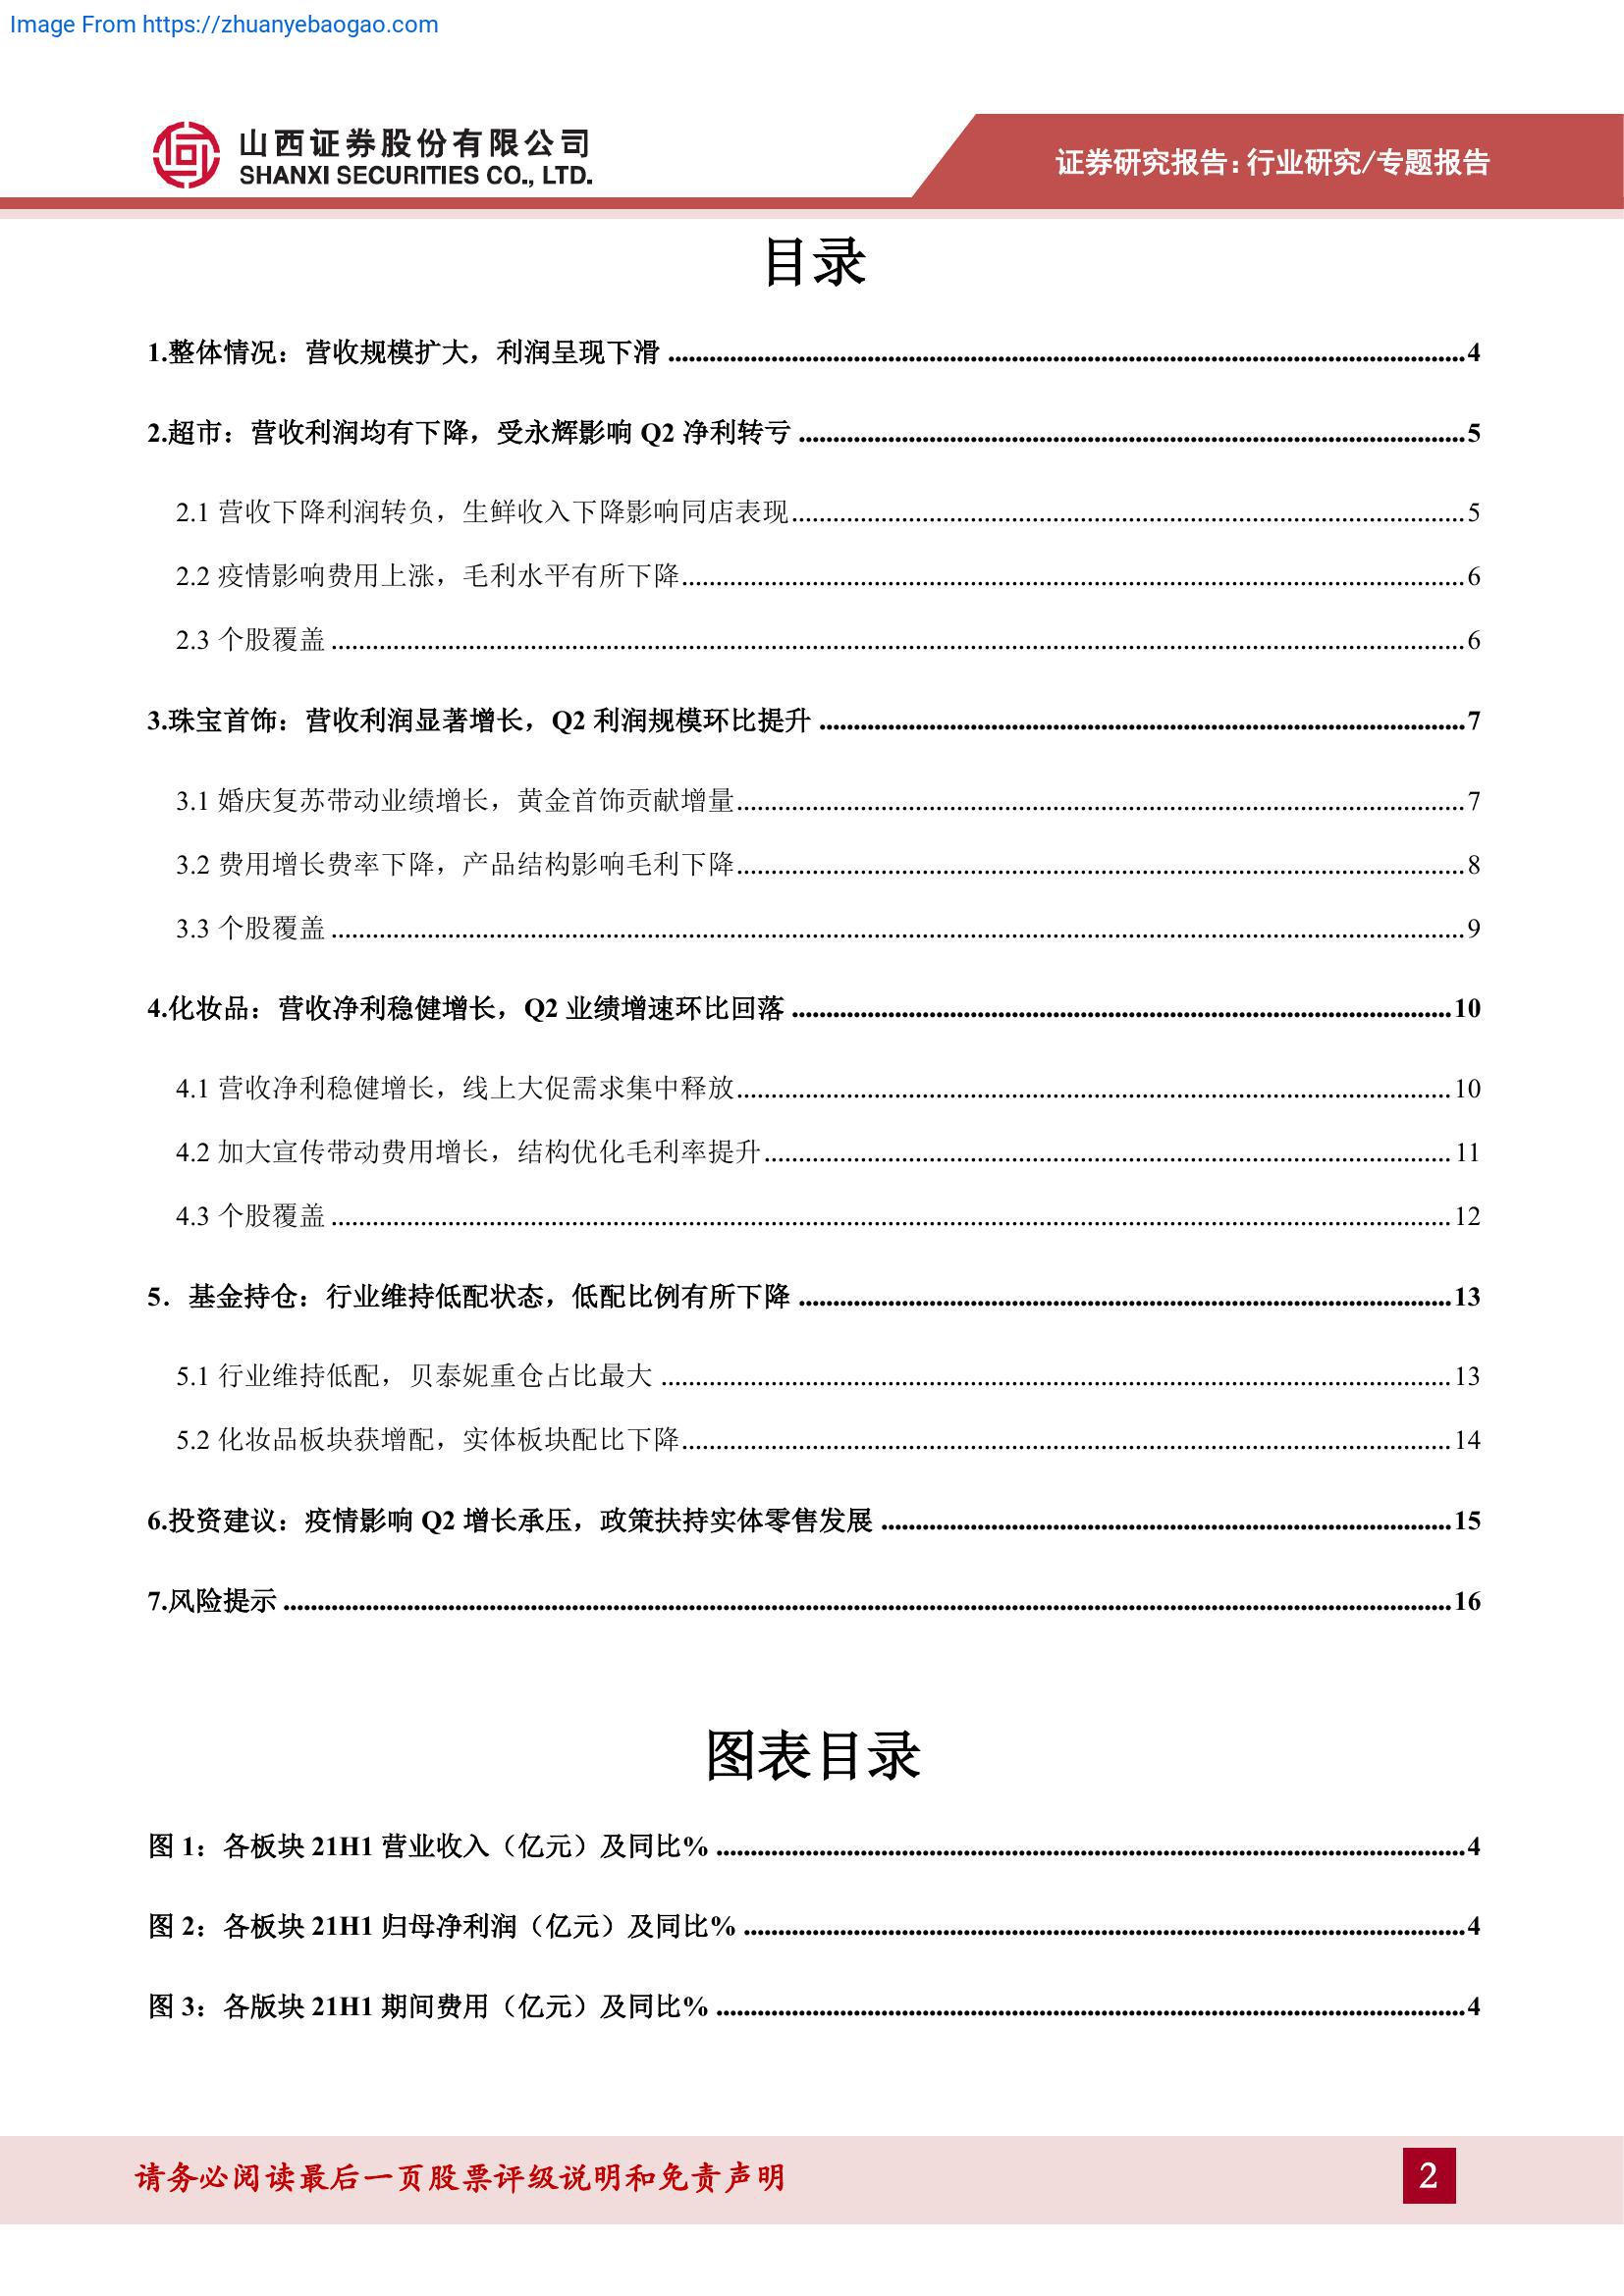 Image From https://zhuanyebaogao.com
山西证券股份有限公司
SHANXI SECURITIES CO., LTD.
证券研究报告：行业研究/专题报告
目录
1.整体情况：营收规模扩大，利润呈现下滑 ........ 4
2.超市：营收利润均有下降，受永辉影响 Q2 净利转亏 ........ 5
2.1 营收下降利润转负，生鲜收入下降影响同店表现 ........ 5
2.2 疫情影响费用上涨，毛利水平有所下降 ........ 6
2.3 个股覆盖 ........ 6
3.珠宝首饰：营收利润显著增长，Q2 利润规模环比提升 ........ 7
3.1 婚庆复苏带动业绩增长，黄金首饰贡献增量 ........ 7
3.2 费用增长费率下降，产品结构影响毛利下降 ........ 8
3.3 个股覆盖 ........ 9
4.化妆品：营收净利稳健增长，Q2 业绩增速环比回落 ........ 10
4.1 营收净利稳健增长，线上大促需求集中释放 ........ 10
4.2 加大宣传带动费用增长，结构优化毛利率提升 ........ 11
4.3 个股覆盖 ........ 12
5．基金持仓：行业维持低配状态，低配比例有所下降 ........ 13
5.1 行业维持低配，贝泰妮重仓占比最大 ........ 13
5.2 化妆品板块获增配，实体板块配比下降 ........ 14
6.投资建议：疫情影响 Q2 增长承压，政策扶持实体零售发展 ........ 15
7.风险提示 ........ 16
图表目录
图 1：各板块 21H1 营业收入（亿元）及同比% ........ 4
图 2：各板块 21H1 归母净利润（亿元）及同比% ........ 4
图 3：各版块 21H1 期间费用（亿元）及同比% ........ 4
请务必阅读最后一页股票评级说明和免责声明
2